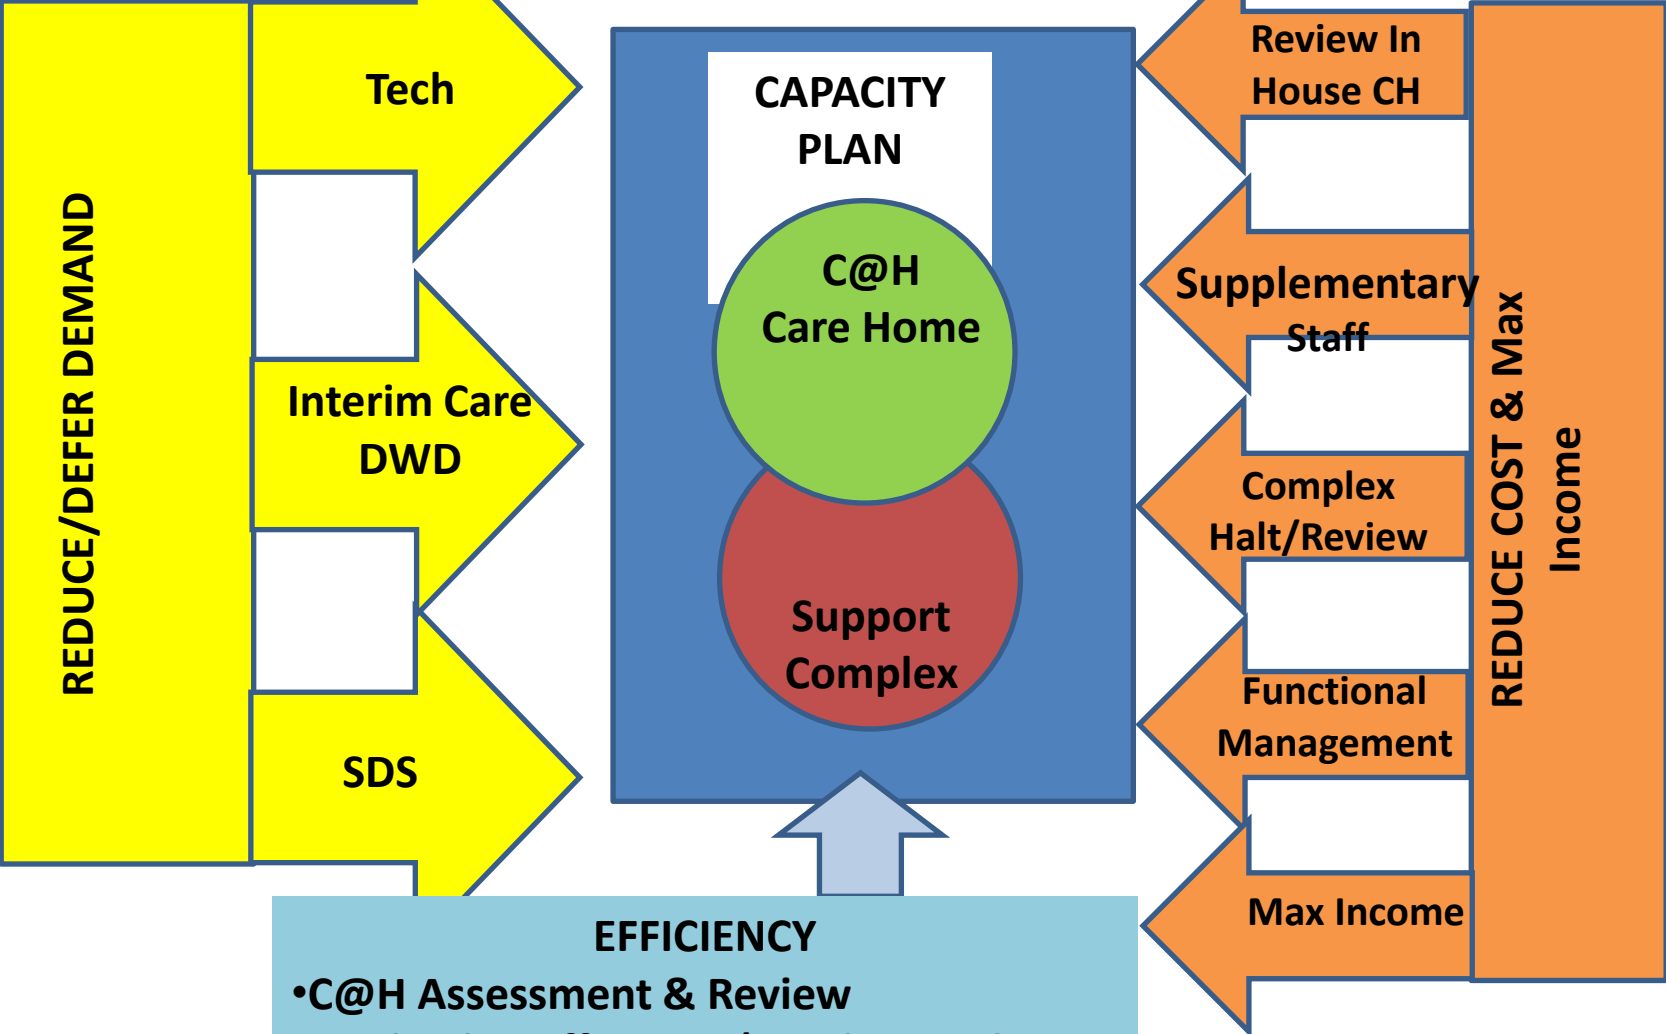 REDUCE/DEFER DEMAND
Tech
Interim Care
DWD
SDS
CAPACITY
PLAN
C@H
Care Home
Support
Complex
Review In
House CH
Supplementary
Staff
Complex
Halt/Review
Functional
Management
Max Income
REDUCE COST & Max
Income
EFFICIENCY
•C@H Assessment & Review